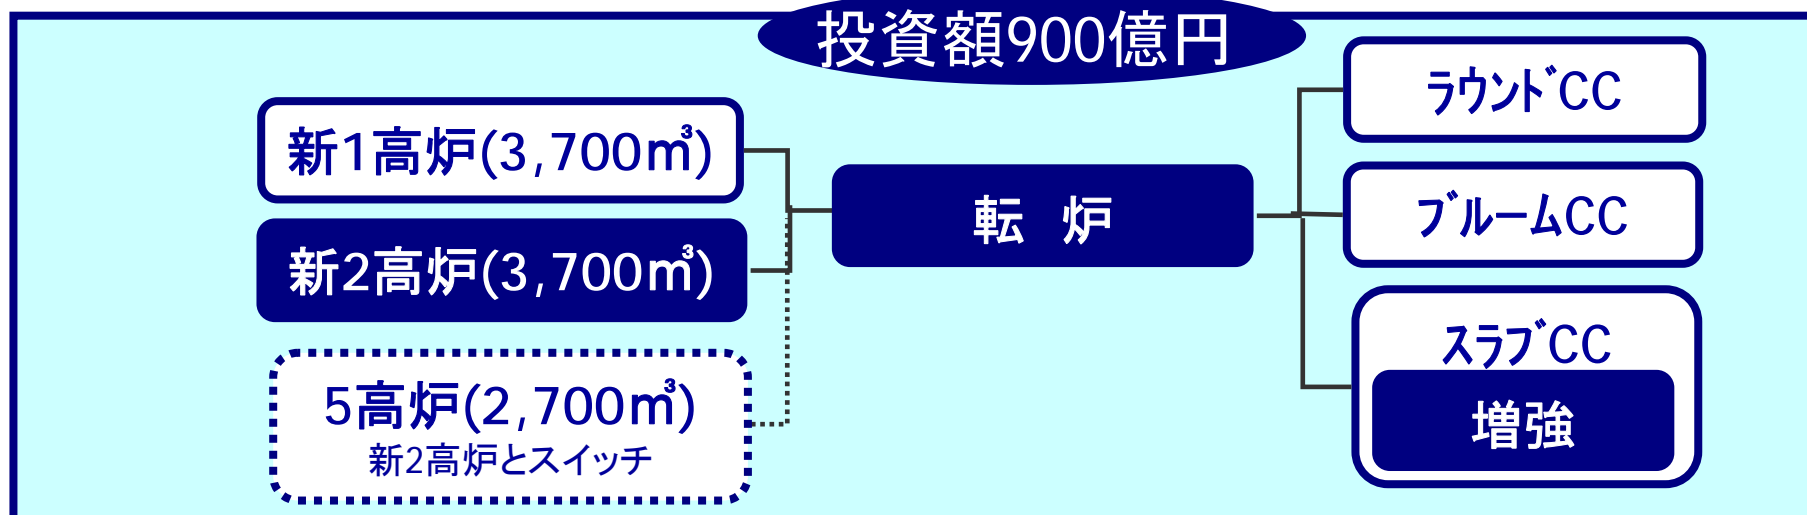 投資額900億円
新1高炉(3,700㎥)
新2高炉(3,700㎥)
5高炉(2,700㎥)
新2高炉とスイッチ
転 炉
ラウンドCC
ブルームCC
スラブCC
増強